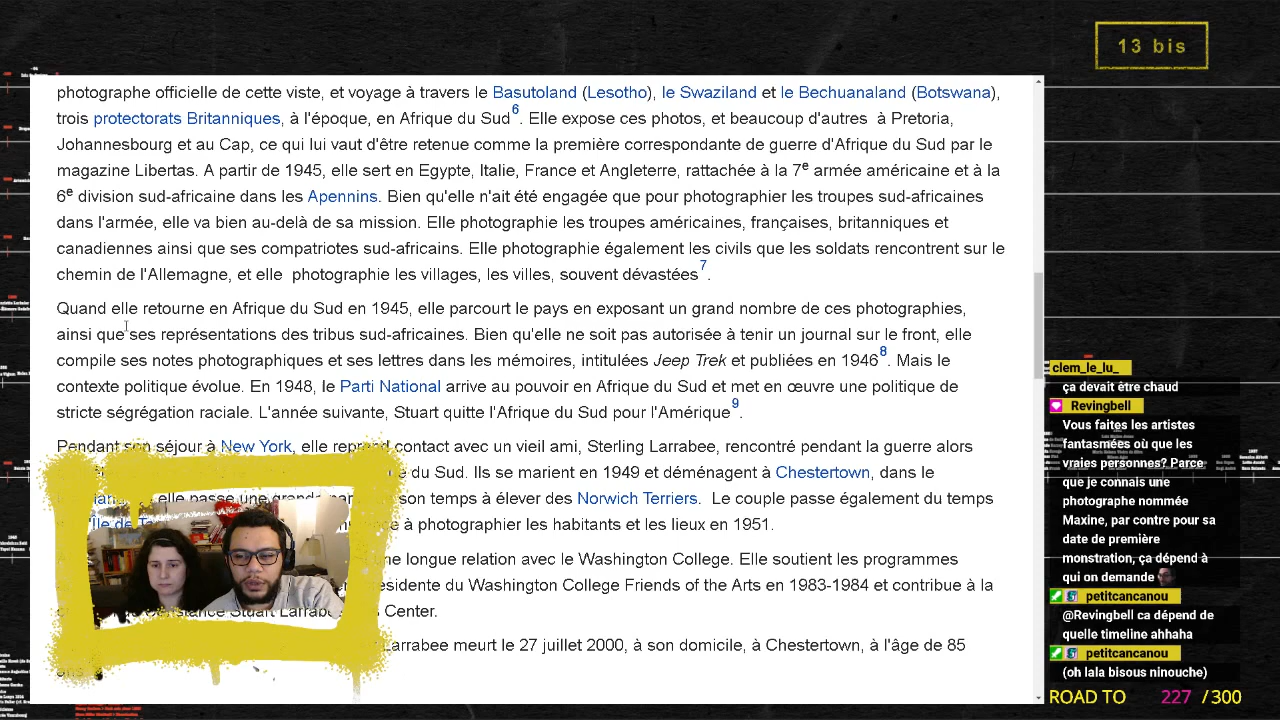 13 bis
photographe officielle de cette viste, et voyage à travers le Basutoland (Lesotho), le Swaziland et le Bechuanaland (Botswana),
trois protectorats Britanniques, à l'époque, en Afrique du Sud6. Elle expose ces photos, et beaucoup d'autres à Pretoria,
Johannesbourg et au Cap, ce qui lui vaut d'être retenue comme la première correspondante de guerre d'Afrique du Sud par le
magazine Libertas. A partir de 1945, elle sert en Egypte, Italie, France et Angleterre, rattachée à la 7e armée américaine et à la
6e division sud-africaine dans les Apennins. Bien qu'elle n'ait été engagée que pour photographier les troupes sud-africaines
dans l'armée, elle va bien au-delà de sa mission. Elle photographie les troupes américaines, françaises, britanniques et
canadiennes ainsi que ses compatriotes sud-africains. Elle photographie également les civils que les soldats rencontrent sur le
chemin de l'Allemagne, et elle photographie les villages, les villes, souvent dévastées7.
Quand elle retourne en Afrique du Sud en 1945, elle parcourt le pays en exposant un grand nombre de ces photographies,
ainsi que ses représentations des tribus sud-africaines. Bien qu'elle ne soit pas autorisée à tenir un journal sur le front, elle
compile ses notes photographiques et ses lettres dans les mémoires, intitulées Jeep Trek et publiées en 19468. Mais le
contexte politique évolue. En 1948, le Parti National arrive au pouvoir en Afrique du Sud et met en œuvre une politique de
stricte ségrégation raciale. L'année suivante, Stuart quitte l'Afrique du Sud pour l'Amérique9.
Pendant son séjour à New York, elle reprend contact avec un vieil ami, Sterling Larrabee, rencontré pendant la guerre alors
du Sud. Ils se marient en 1949 et déménagent à Chestertown, dans le
elle passe une grande son temps à élever des Norwich Terriers. Le couple passe également du temps
à photographier les habitants et les lieux en 1951.
longue relation avec le Washington College. Elle soutient les programmes
du Washington College Friends of the Arts en 1983-1984 et contribue à la
Constance Stuart Center.
Larrabee meurt le 27 juillet 2000, à son domicile, à Chestertown, à l'âge de 85
clem_le_lu_
ça devait être chaud
Revingbell
Vous faites les artistes
fantasmées où que les
vraies personnes? Parce
que je connais une
photographe nommée
Maxine, par contre pour sa
date de première
monstration, ça dépend à
qui on demande
petitcancanou
@Revingbell ca dépend de
quelle timeline ahhaha
petitcancanou
(oh lala bisous ninouche)
ROAD TO 227 / 300